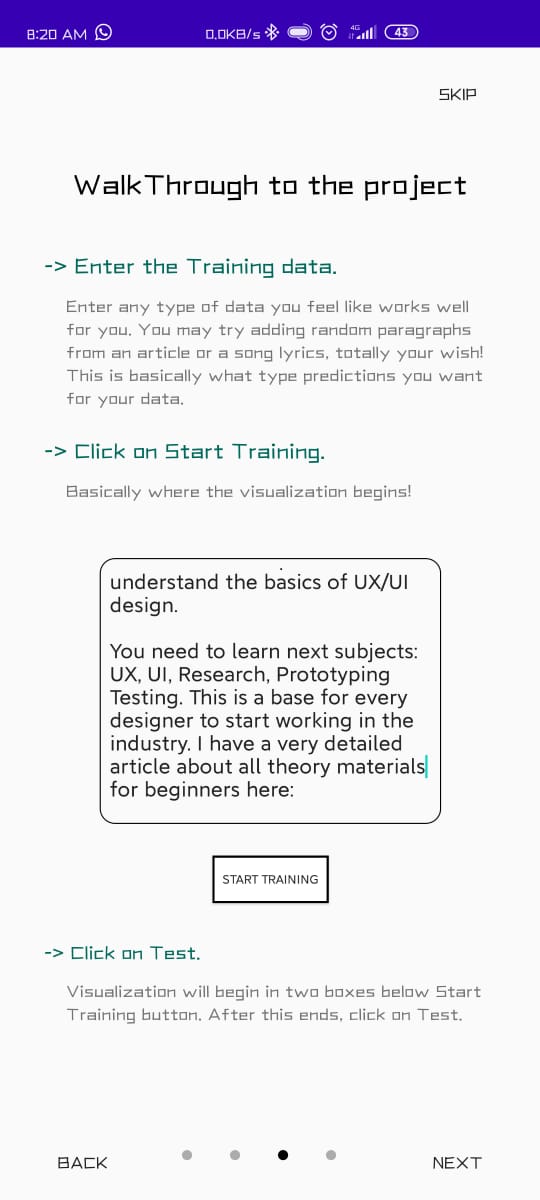 8:20 AM 0.0KB/s 4G 43
SKIP
WalkThrough to the project
-> Enter the Training data.
Enter any type of data you feel like works well
for you. You may try adding random paragraphs
from an article or a song lyrics, totally your wish!
This is basically what type predictions you want
for your data.
-> Click on Start Training.
Basically where the visualization begins!
understand the basics of UX/UI
design.
You need to learn next subjects:
UX, UI, Research, Prototyping
Testing. This is a base for every
designer to start working in the
industry. I have a very detailed
article about all theory materials
for beginners here:
START TRAINING
-> Click on Test.
Visualization will begin in two boxes below Start
Training button. After this ends, click on Test.
BACK NEXT